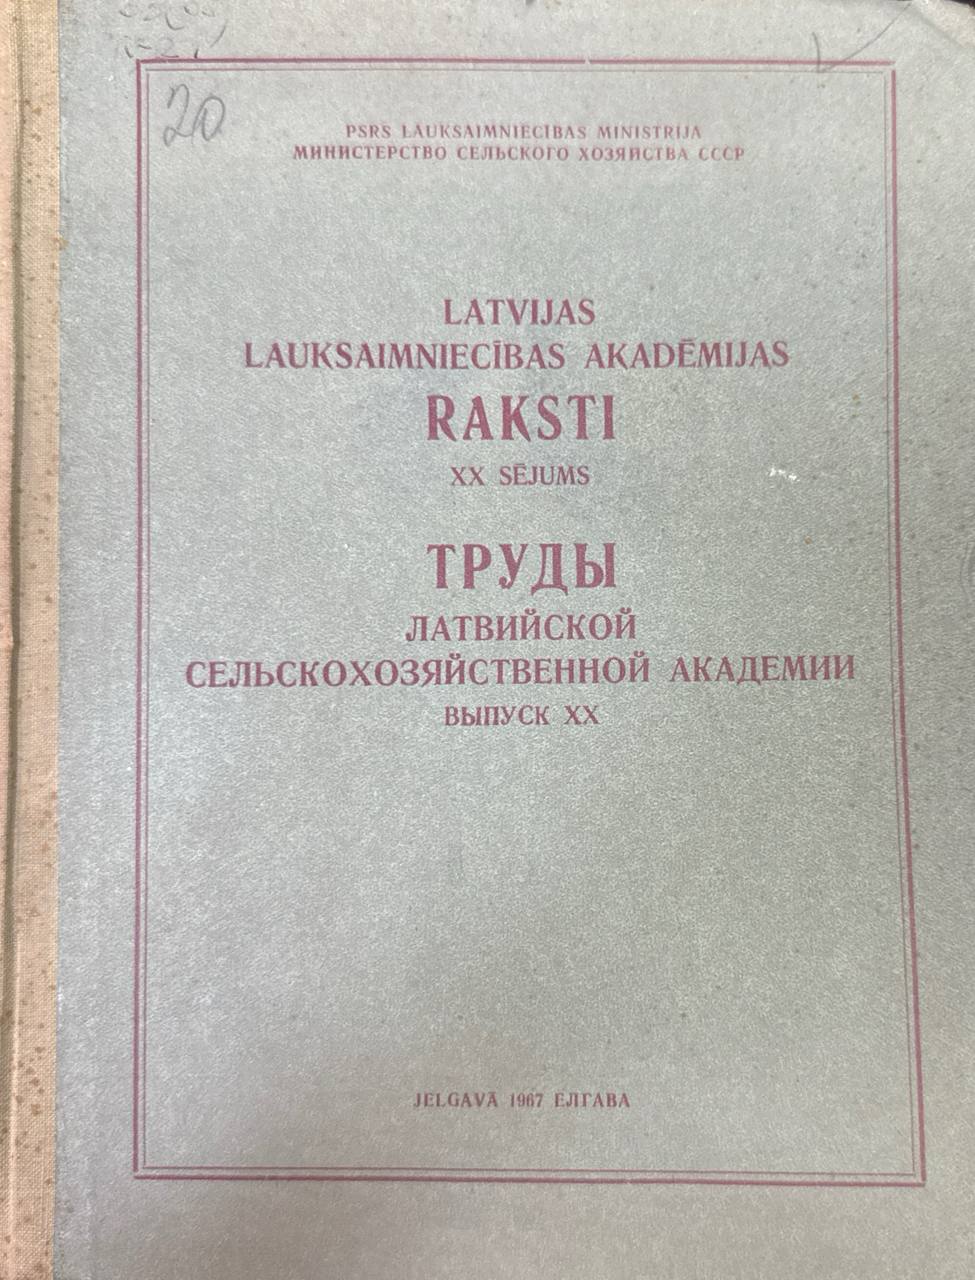 20
PSRS LAUKSAIMNIECĪBAS MINISTRIJA
МИНИСТЕРСТВО СЕЛЬСКОГО ХОЗЯЙСТВА СССР
LATVIJAS
LAUKSAIMNIECĪBAS AKADĒMIJAS
RAKSTI
XX SĒJUMS
ТРУДЫ
ЛАТВИЙСКОЙ
СЕЛЬСКОХОЗЯЙСТВЕННОЙ АКАДЕМИИ
ВЫПУСК XX
JELGAVĀ 1967 ЕЛГАВА